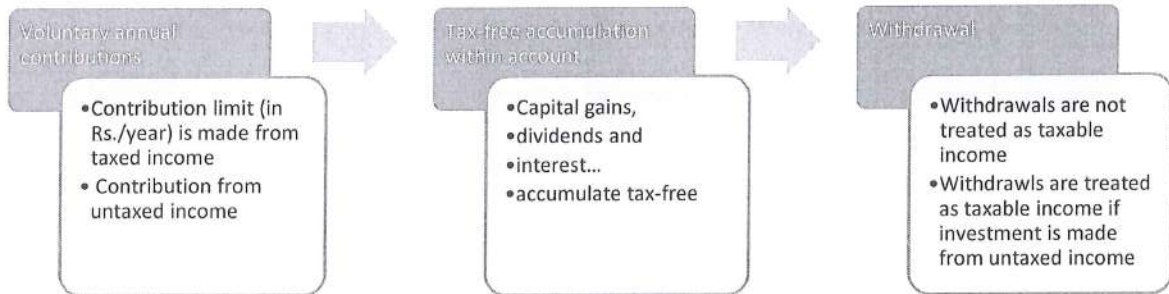 Voluntary annual
contributions
•Contribution limit (in
Rs./year) is made from
taxed income
• Contribution from
untaxed income
Tax-free accumulation
within account
•Capital gains,
•dividends and
•interest...
•accumulate tax-free
Withdrawal
•Withdrawals are not
treated as taxable
income
•Withdrawls are treated
as taxable income if
investment is made
from untaxed income